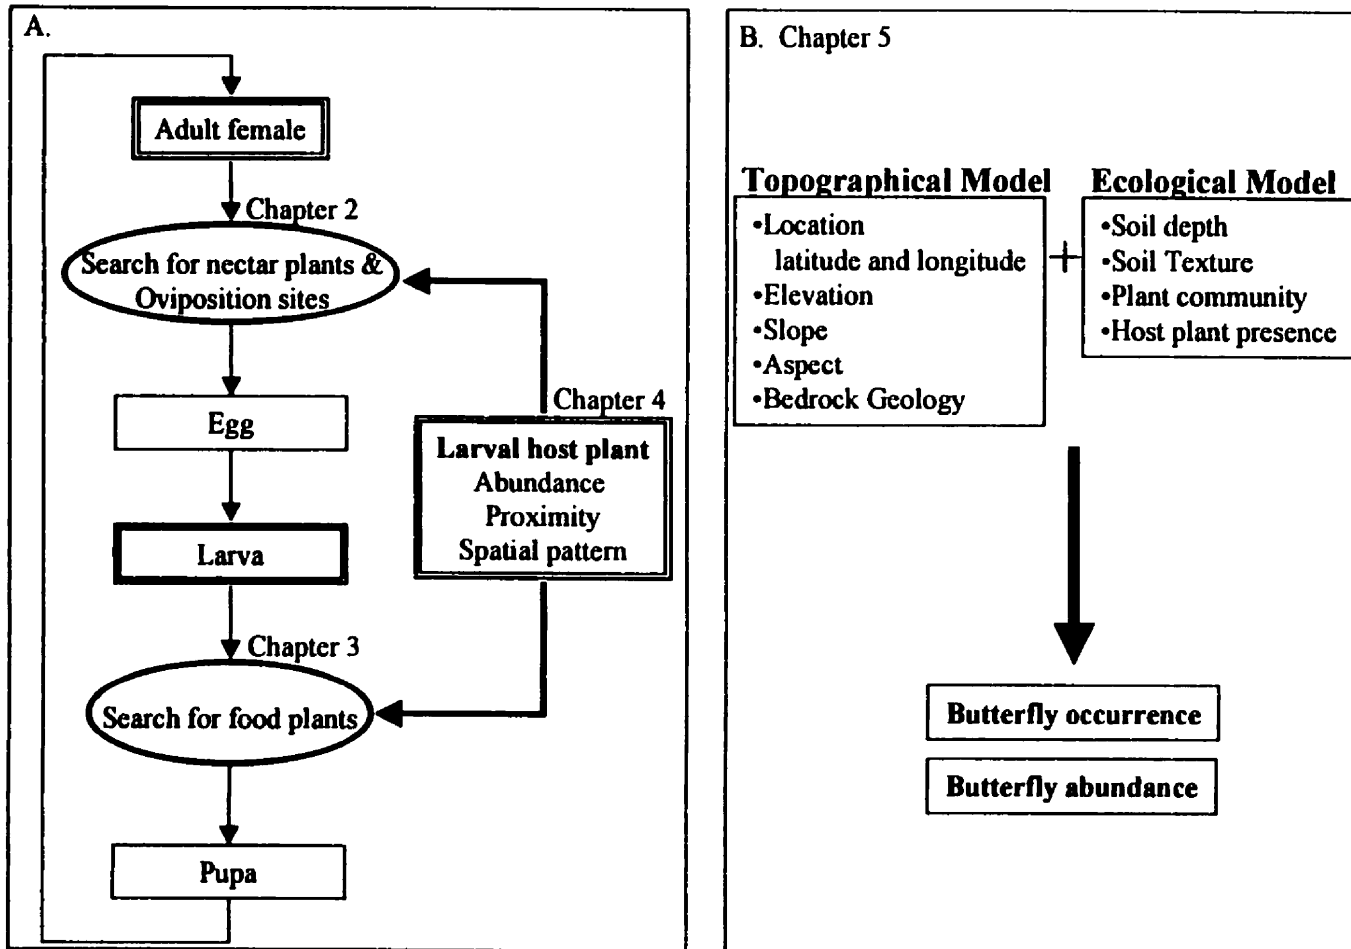 A.
Adult female
Chapter 2
Search for nectar plants &
Oviposition sites
Egg
Chapter 4
Larval host plant
Abundance
Proximity
Spatial pattern
Larva
Chapter 3
Search for food plants
Pupa
B. Chapter 5
Topographical Model
•Location
latitude and longitude
•Elevation
•Slope
•Aspect
•Bedrock Geology
+
Ecological Model
•Soil depth
•Soil Texture
•Plant community
•Host plant presence
Butterfly occurrence
Butterfly abundance